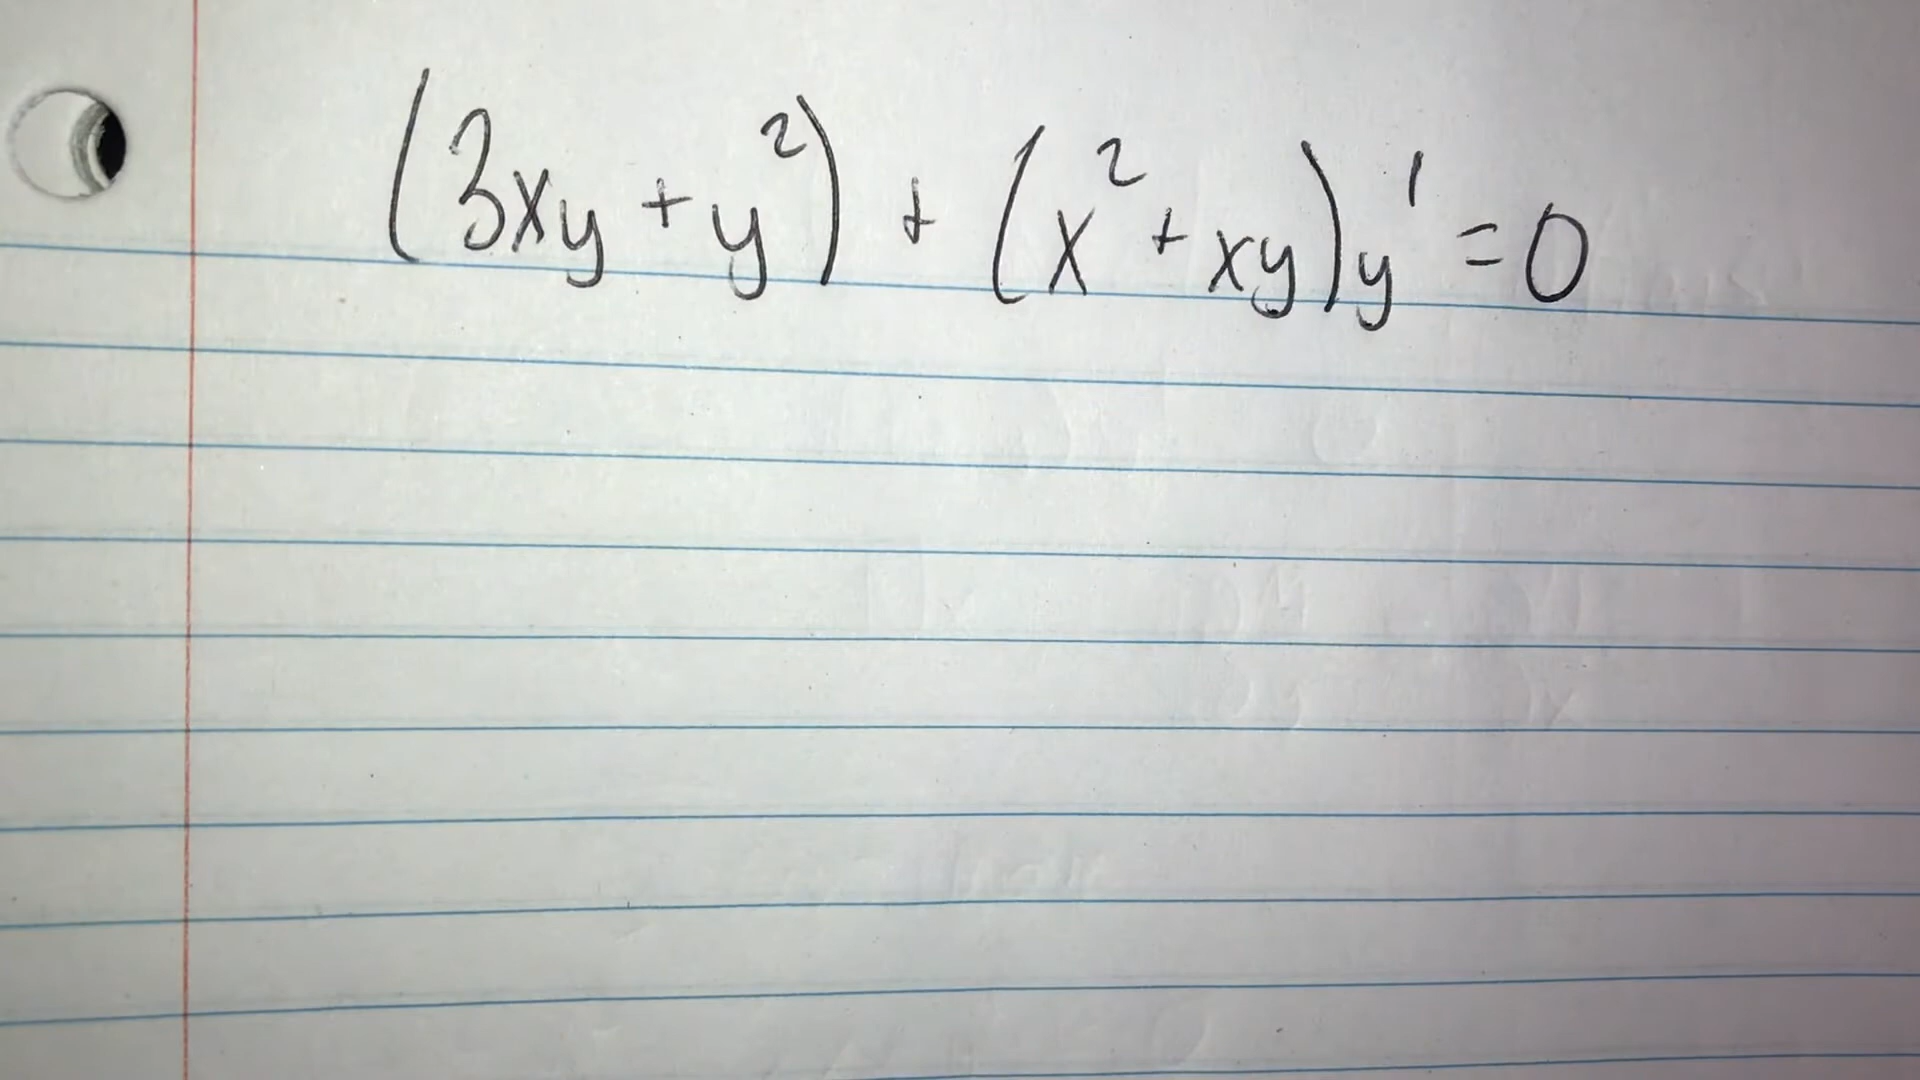 (3xy + y²) + (x² + xy)y' = 0